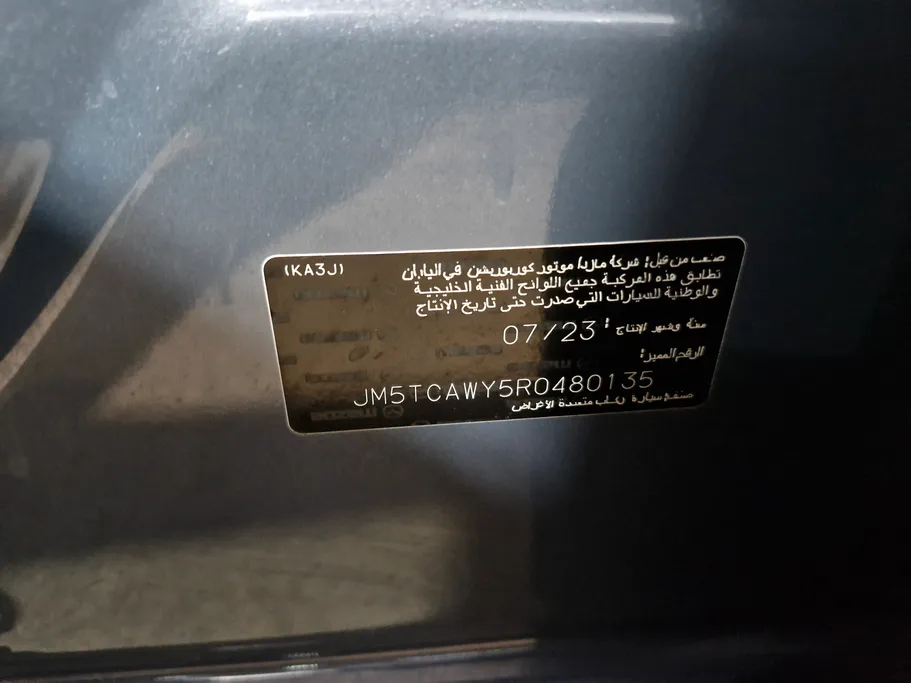 صنعت من قبل: شركة مازدا موتور كوربوريشن في اليابان (KA3J)
تطابق هذه المركبة جميع اللوائح الفنية الخليجية
والوطنية للسيارات التي صدرت حتى تاريخ الإنتاج
سنة وشهر الإنتاج : 07/23
الرقم المميز:
JM5TCAWY5R0480135
صنف: سيارة ركاب متعددة الأغراض